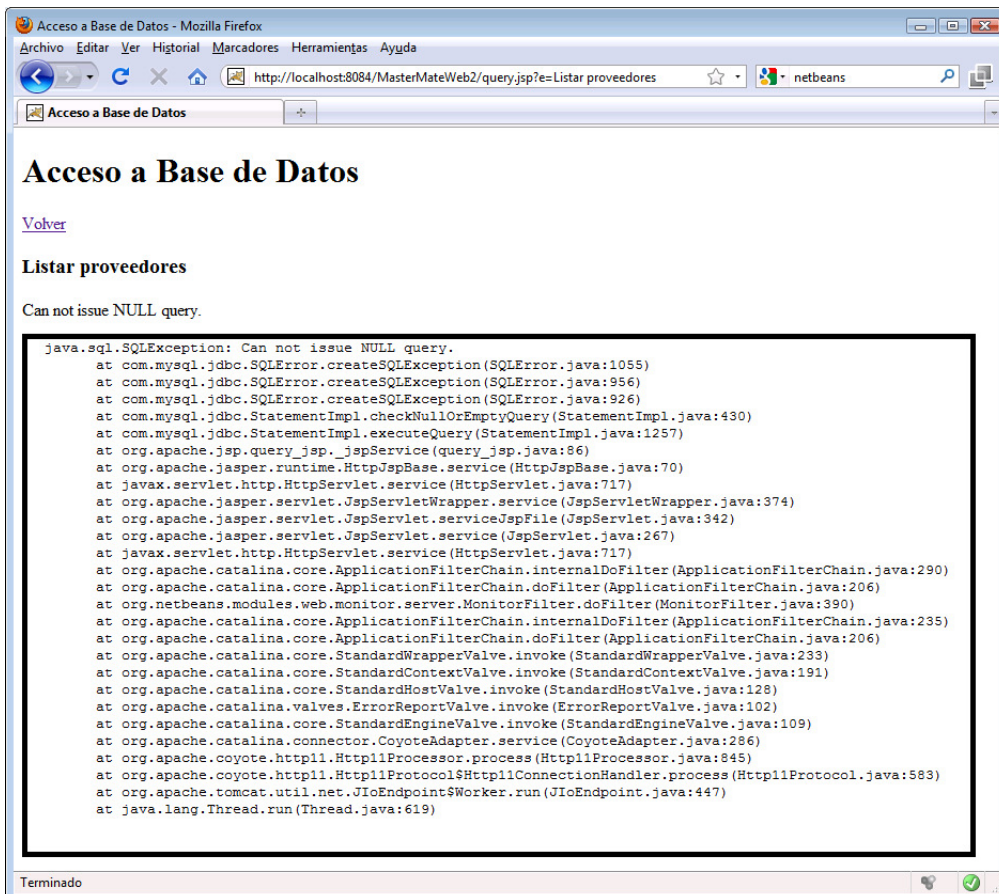 Acceso a Base de Datos - Mozilla Firefox
Archivo Editar Ver Historial Marcadores Herramientas Ayuda
http://localhost:8084/MasterMateWeb2/query.jsp?e=Listar proveedores netbeans
Acceso a Base de Datos
Acceso a Base de Datos
Volver
Listar proveedores
Can not issue NULL query.
java.sql.SQLException: Can not issue NULL query.
at com.mysql.jdbc.SQLError.createSQLException(SQLError.java:1055)
at com.mysql.jdbc.SQLError.createSQLException(SQLError.java:956)
at com.mysql.jdbc.SQLError.createSQLException(SQLError.java:926)
at com.mysql.jdbc.StatementImpl.checkNullOrEmptyQuery(StatementImpl.java:430)
at com.mysql.jdbc.StatementImpl.executeQuery(StatementImpl.java:1257)
at org.apache.jsp.query_jsp._jspService(query_jsp.java:86)
at org.apache.jasper.runtime.HttpJspBase.service(HttpJspBase.java:70)
at javax.servlet.http.HttpServlet.service(HttpServlet.java:717)
at org.apache.jasper.servlet.JspServletWrapper.service(JspServletWrapper.java:374)
at org.apache.jasper.servlet.JspServlet.serviceJspFile(JspServlet.java:342)
at org.apache.jasper.servlet.JspServlet.service(JspServlet.java:267)
at javax.servlet.http.HttpServlet.service(HttpServlet.java:717)
at org.apache.catalina.core.ApplicationFilterChain.internalDoFilter(ApplicationFilterChain.java:290)
at org.apache.catalina.core.ApplicationFilterChain.doFilter(ApplicationFilterChain.java:206)
at org.netbeans.modules.web.monitor.server.MonitorFilter.doFilter(MonitorFilter.java:390)
at org.apache.catalina.core.ApplicationFilterChain.internalDoFilter(ApplicationFilterChain.java:235)
at org.apache.catalina.core.ApplicationFilterChain.doFilter(ApplicationFilterChain.java:206)
at org.apache.catalina.core.StandardWrapperValve.invoke(StandardWrapperValve.java:233)
at org.apache.catalina.core.StandardContextValve.invoke(StandardContextValve.java:191)
at org.apache.catalina.core.StandardHostValve.invoke(StandardHostValve.java:128)
at org.apache.catalina.valves.ErrorReportValve.invoke(ErrorReportValve.java:102)
at org.apache.catalina.core.StandardEngineValve.invoke(StandardEngineValve.java:109)
at org.apache.catalina.connector.CoyoteAdapter.service(CoyoteAdapter.java:286)
at org.apache.coyote.http11.Http11Processor.process(Http11Processor.java:845)
at org.apache.coyote.http11.Http11Protocol$Http11ConnectionHandler.process(Http11Protocol.java:583)
at org.apache.tomcat.util.net.JIoEndpoint$Worker.run(JIoEndpoint.java:447)
at java.lang.Thread.run(Thread.java:619)
Terminado